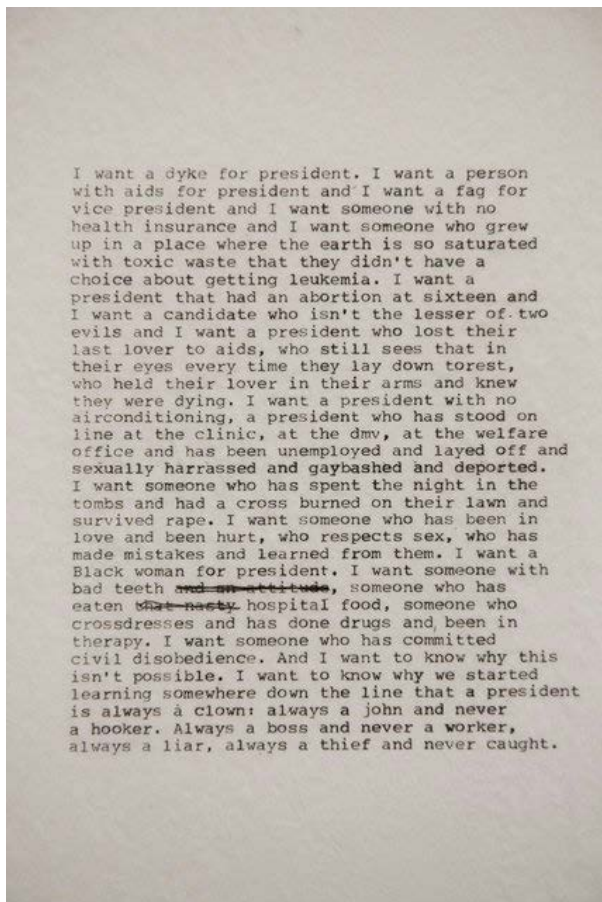 I want a dyke for president. I want a person
with aids for president and I want a fag for
vice president and I want someone with no
health insurance and I want someone who grew
up in a place where the earth is so saturated
with toxic waste that they didn't have a
choice about getting leukemia. I want a
president that had an abortion at sixteen and
I want a candidate who isn't the lesser of two
evils and I want a president who lost their
last lover to aids, who still sees that in
their eyes every time they lay down torest,
who held their lover in their arms and knew
they were dying. I want a president with no
airconditioning, a president who has stood on
line at the clinic, at the dmv, at the welfare
office and has been unemployed and layed off and
sexually harrassed and gaybashed and deported.
I want someone who has spent the night in the
tombs and had a cross burned on their lawn and
survived rape. I want someone who has been in
love and been hurt, who respects sex, who has
made mistakes and learned from them. I want a
Black woman for president. I want someone with
bad teeth and an attitude, someone who has
eaten that nasty hospital food, someone who
crossdresses and has done drugs and been in
therapy. I want someone who has committed
civil disobedience. And I want to know why this
isn't possible. I want to know why we started
learning somewhere down the line that a president
is always a clown: always a john and never
a hooker. Always a boss and never a worker,
always a liar, always a thief and never caught.